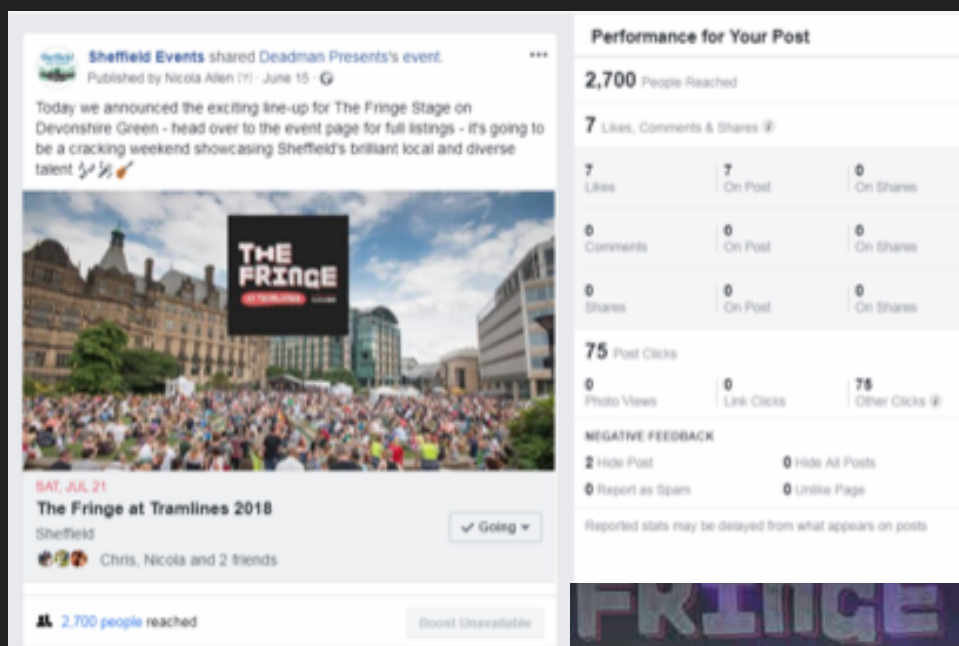 Sheffield Events shared Deadman Presents's event.
Published by Nicola Allen [?] · June 15 ·
Today we announced the exciting line-up for The Fringe Stage on
Devonshire Green - head over to the event page for full listings - it's going to
be a cracking weekend showcasing Sheffield's brilliant local and diverse
talent
THE
FRINGE
AT TRAMLINES
SAT, JUL 21
The Fringe at Tramlines 2018
Sheffield
Going
Chris, Nicola and 2 friends
2,700 people reached
Boost Unavailable
Performance for Your Post
2,700 People Reached
7 Likes, Comments & Shares
7 7 0
Likes On Post On Shares
0 0 0
Comments On Post On Shares
0 0 0
Shares On Post On Shares
75 Post Clicks
0 0 75
Photo Views Link Clicks Other Clicks
NEGATIVE FEEDBACK
2 Hide Post 0 Hide All Posts
0 Report as Spam 0 Unlike Page
Reported stats may be delayed from what appears on posts
FRINGE